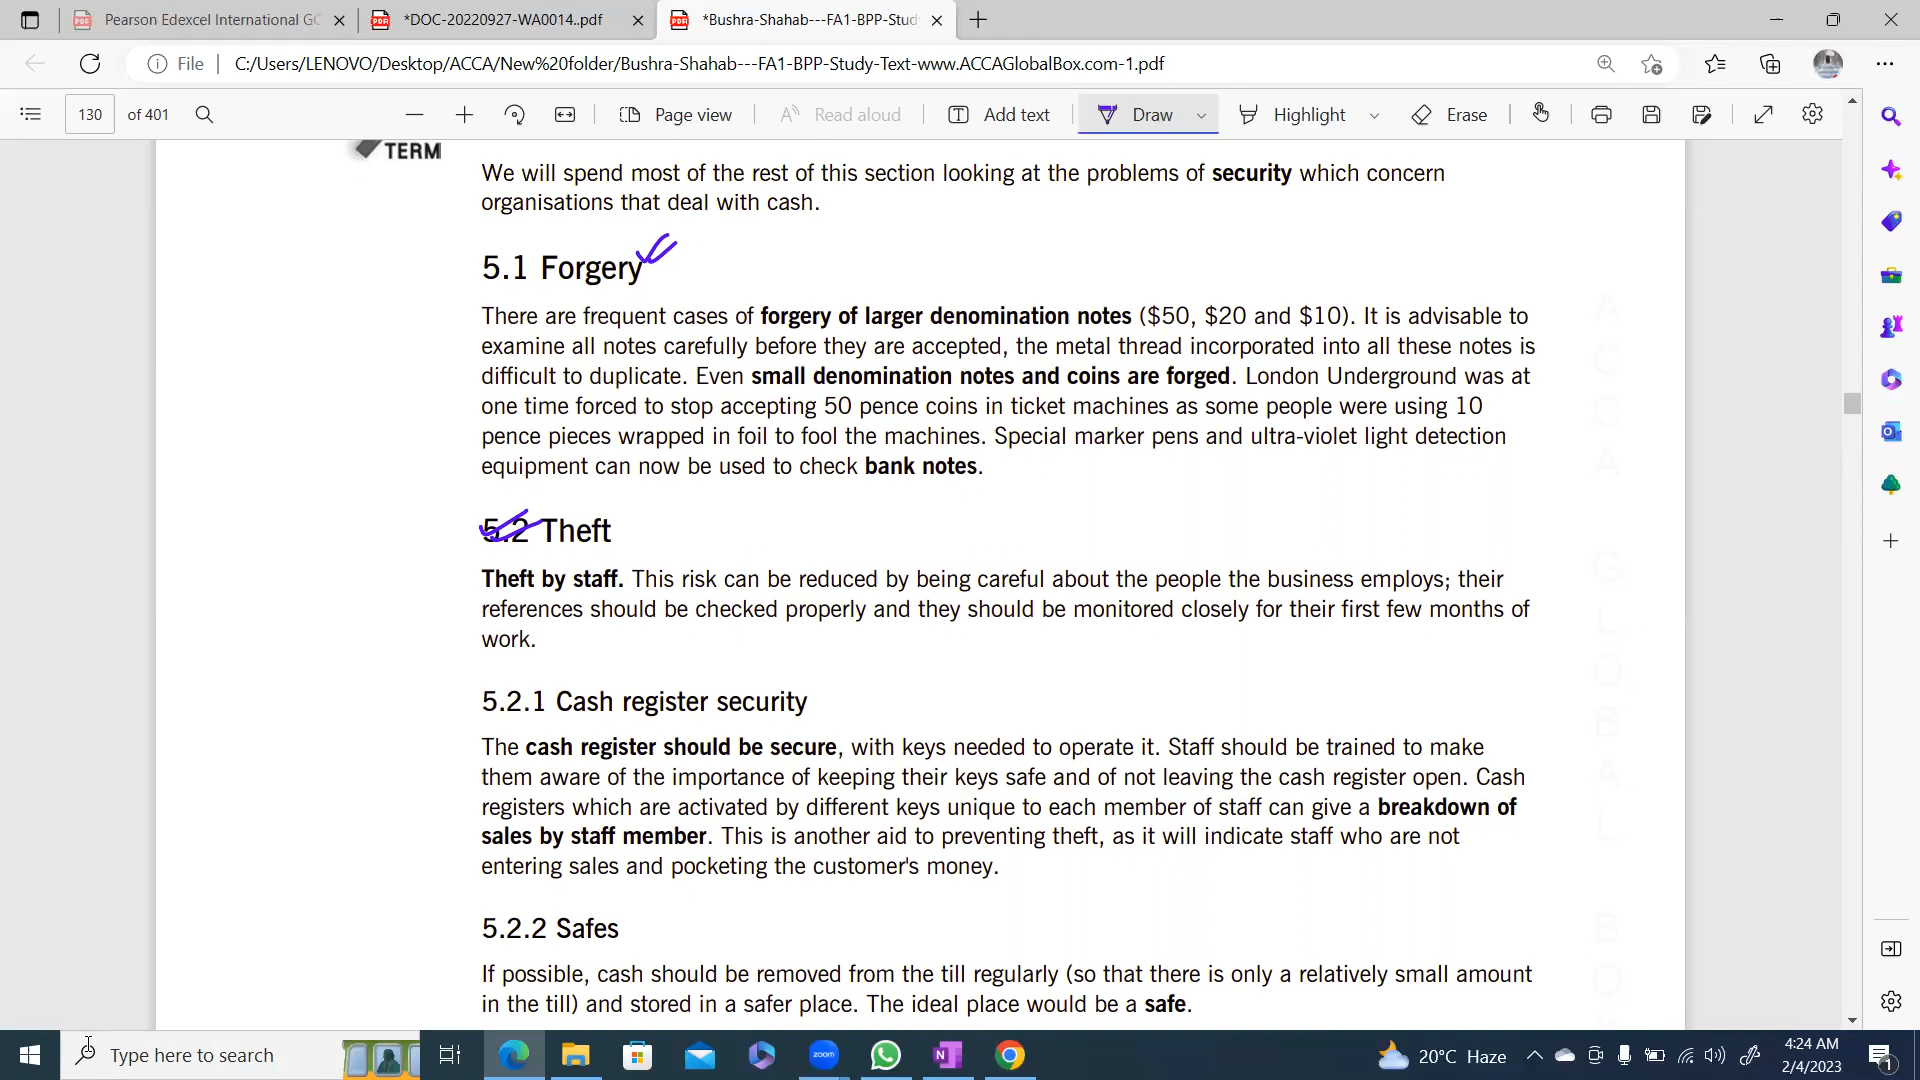 Pearson Edexcel International GC
*DOC-20220927-WA0014..pdf
*Bushra-Shahab---FA1-BPP-Stud
File
C:/Users/LENOVO/Desktop/ACCA/New%20folder/Bushra-Shahab---FA1-BPP-Study-Text-www.ACCAGlobalBox.com-1.pdf
130 of 401
Page view
Read aloud
Add text
Draw
Highlight
Erase
TERM
We will spend most of the rest of this section looking at the problems of security which concern
organisations that deal with cash.
5.1 Forgery
There are frequent cases of forgery of larger denomination notes ($50, $20 and $10). It is advisable to
examine all notes carefully before they are accepted, the metal thread incorporated into all these notes is
difficult to duplicate. Even small denomination notes and coins are forged. London Underground was at
one time forced to stop accepting 50 pence coins in ticket machines as some people were using 10
pence pieces wrapped in foil to fool the machines. Special marker pens and ultra-violet light detection
equipment can now be used to check bank notes.
5.2 Theft
Theft by staff. This risk can be reduced by being careful about the people the business employs; their
references should be checked properly and they should be monitored closely for their first few months of
work.
5.2.1 Cash register security
The cash register should be secure, with keys needed to operate it. Staff should be trained to make
them aware of the importance of keeping their keys safe and of not leaving the cash register open. Cash
registers which are activated by different keys unique to each member of staff can give a breakdown of
sales by staff member. This is another aid to preventing theft, as it will indicate staff who are not
entering sales and pocketing the customer's money.
5.2.2 Safes
If possible, cash should be removed from the till regularly (so that there is only a relatively small amount
in the till) and stored in a safer place. The ideal place would be a safe.
ACCA GLOBAL BO
Type here to search
zoom
20°C Haze
4:24 AM
2/4/2023
1